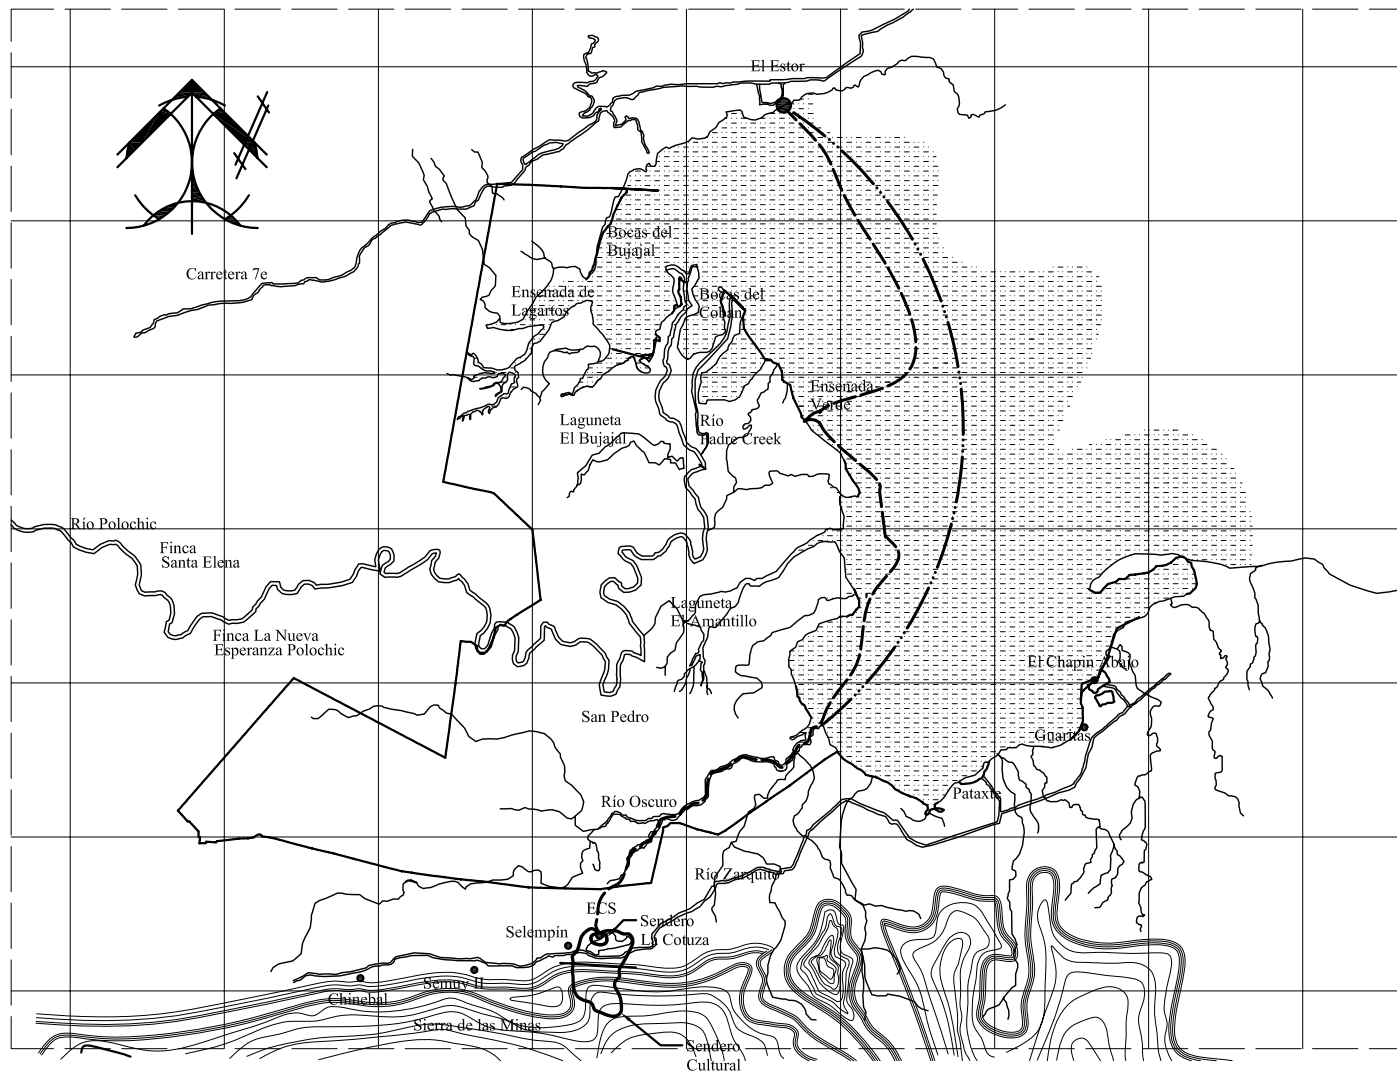 El Estor
Bocas del
Bujajal
Carretera 7e
Ensenada de
Lagartos
Bocas del
Cobán
Ensenada
Verde
Laguneta
El Bujajal
Río
Padre Creek
Río Polochic
Finca
Santa Elena
Laguneta
El Amantillo
Finca La Nueva
Esperanza Polochic
El Chapin Abajo
San Pedro
Guaritas
Pataxte
Río Oscuro
Río Zarquito
ECS
Sendero
La Cotuza
Selempín
Semuy II
Chinebal
Sierra de las Minas
Sendero
Cultural